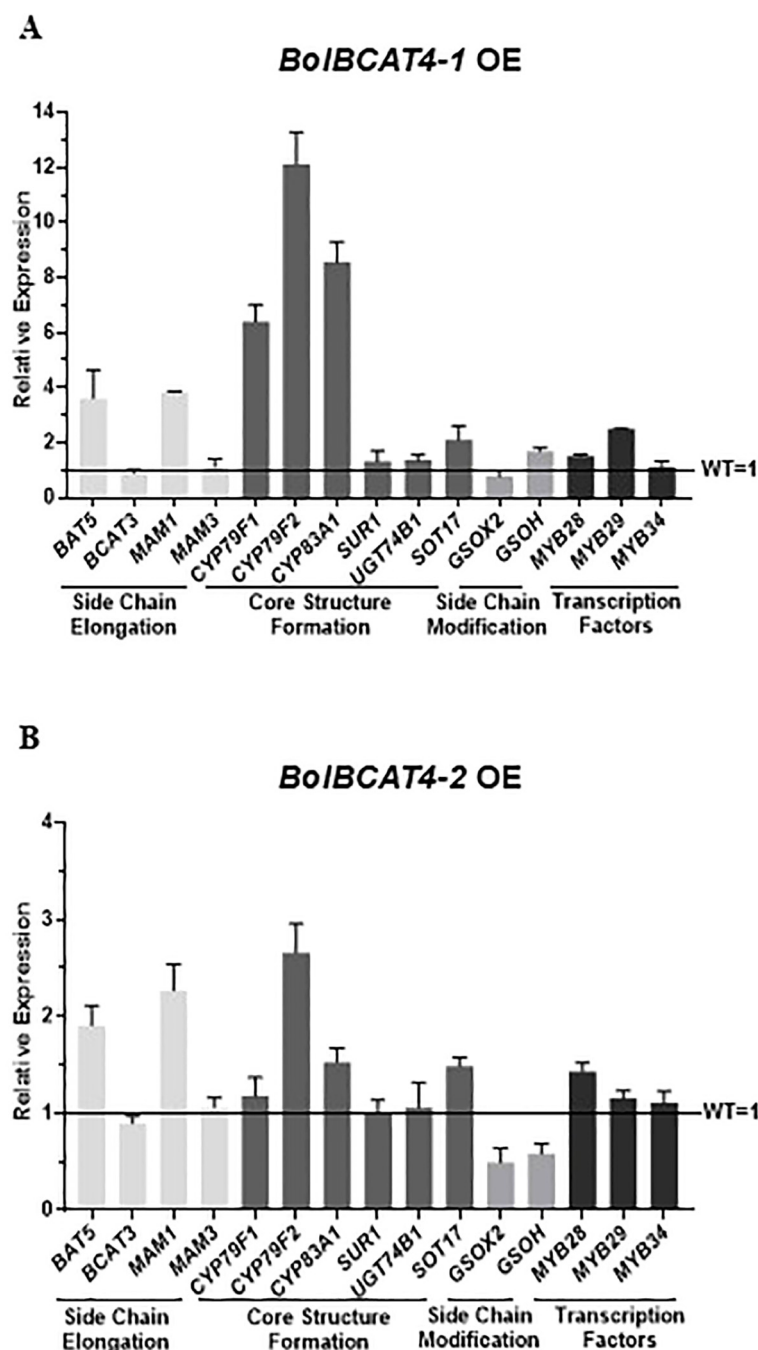 A
BolBCAT4-1 OE
Relative Expression
14
12
10
8
6
4
2
0
WT=1
BAT5
BCAT3
MAM1
MAM3
CYP79F1
CYP79F2
CYP83A1
SUR1
UGT74B1
SOT17
GSOX2
GSOH
MYB28
MYB29
MYB34
Side Chain
Elongation
Core Structure
Formation
Side Chain
Modification
Transcription
Factors
B
BolBCAT4-2 OE
Relative Expression
4
3
2
1
0
WT=1
BAT5
BCAT3
MAM1
MAM3
CYP79F1
CYP79F2
CYP83A1
SUR1
UGT74B1
SOT17
GSOX2
GSOH
MYB28
MYB29
MYB34
Side Chain
Elongation
Core Structure
Formation
Side Chain
Modification
Transcription
Factors